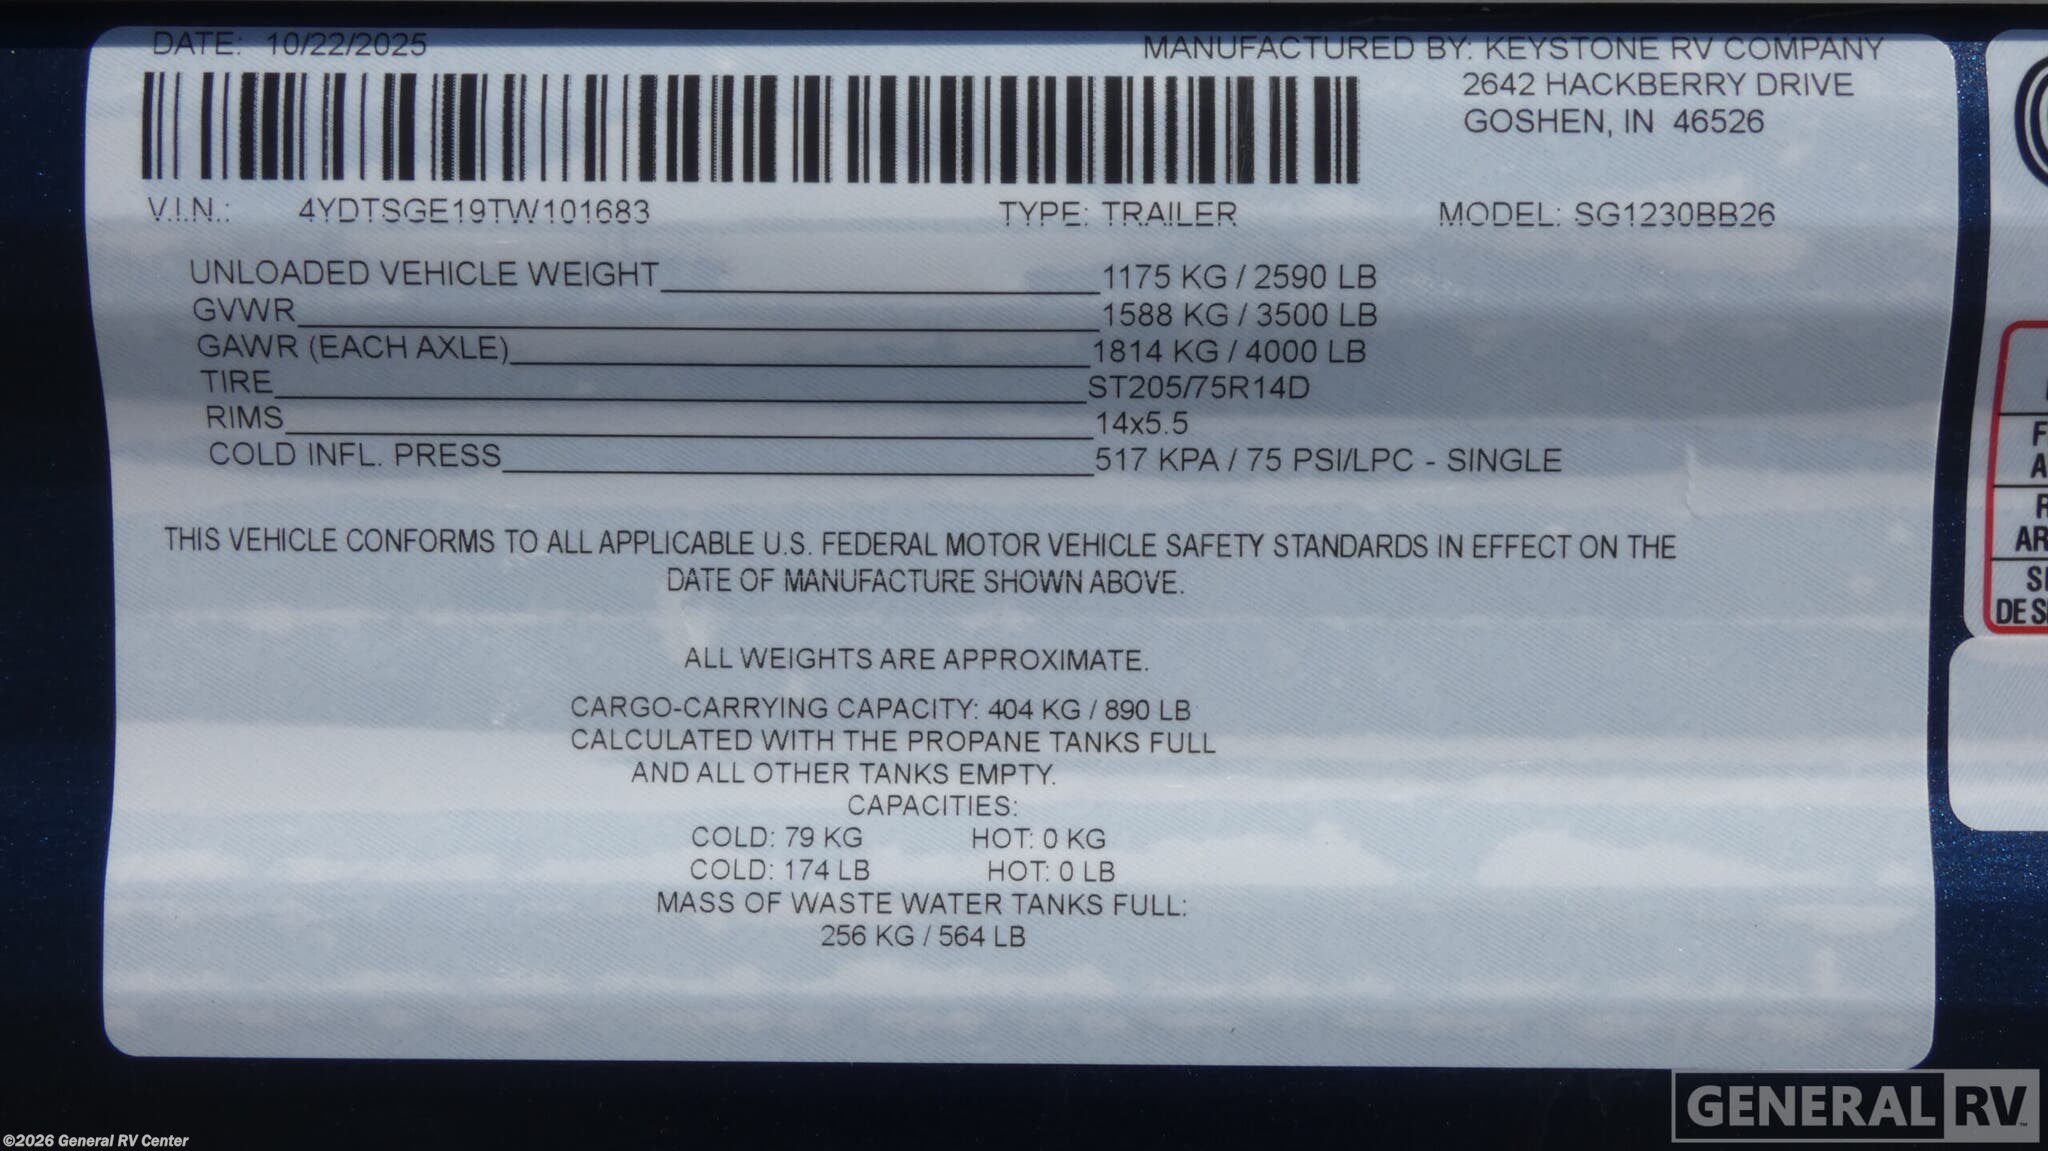 DATE: 10/22/2025
MANUFACTURED BY: KEYSTONE RV COMPANY
2642 HACKBERRY DRIVE
GOSHEN, IN 46526
V.I.N.: 4YDTSGE19TW101683 TYPE: TRAILER MODEL: SG1230BB26
UNLOADED VEHICLE WEIGHT 1175 KG / 2590 LB
GVWR 1588 KG / 3500 LB
GAWR (EACH AXLE) 1814 KG / 4000 LB
TIRE ST205/75R14D
RIMS 14x5.5
COLD INFL. PRESS 517 KPA / 75 PSI/LPC - SINGLE
THIS VEHICLE CONFORMS TO ALL APPLICABLE U.S. FEDERAL MOTOR VEHICLE SAFETY STANDARDS IN EFFECT ON THE
DATE OF MANUFACTURE SHOWN ABOVE.
ALL WEIGHTS ARE APPROXIMATE.
CARGO-CARRYING CAPACITY: 404 KG / 890 LB
CALCULATED WITH THE PROPANE TANKS FULL
AND ALL OTHER TANKS EMPTY.
CAPACITIES:
COLD: 79 KG HOT: 0 KG
COLD: 174 LB HOT: 0 LB
MASS OF WASTE WATER TANKS FULL:
256 KG / 564 LB
GENERAL RV
©2026 General RV Center